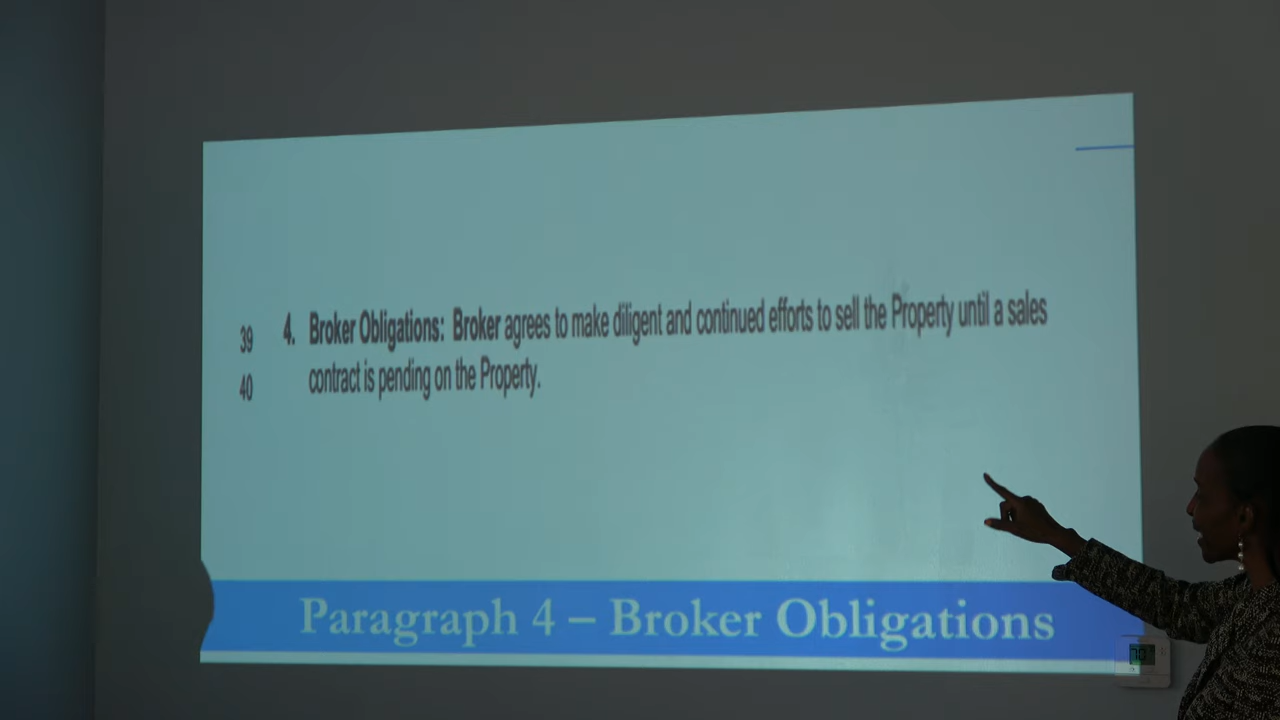 39 4. Broker Obligations: Broker agrees to make diligent and continued efforts to sell the Property until a sales
40 contract is pending on the Property.
Paragraph 4 – Broker Obligations
70°